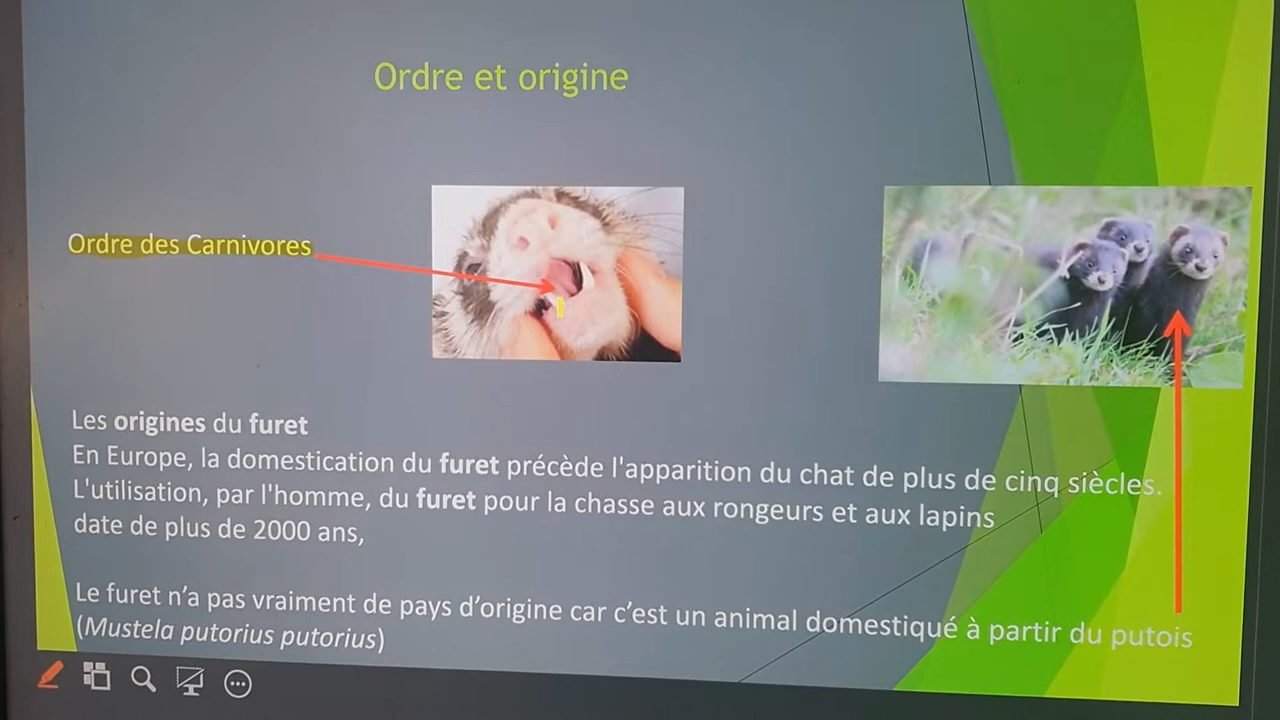 Ordre et origine
Ordre des Carnivores
Les origines du furet
En Europe, la domestication du furet précède l'apparition du chat de plus de cinq siècles.
L'utilisation, par l'homme, du furet pour la chasse aux rongeurs et aux lapins
date de plus de 2000 ans,
Le furet n’a pas vraiment de pays d’origine car c’est un animal domestiqué à partir du putois
(Mustela putorius putorius)